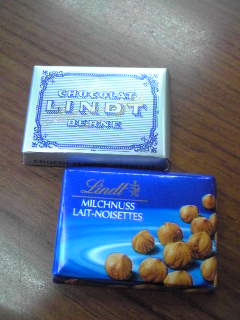 CHOCOLAT
LINDT
BERNE
Lindt
MILCHNUSS
LAIT-NOISETTES